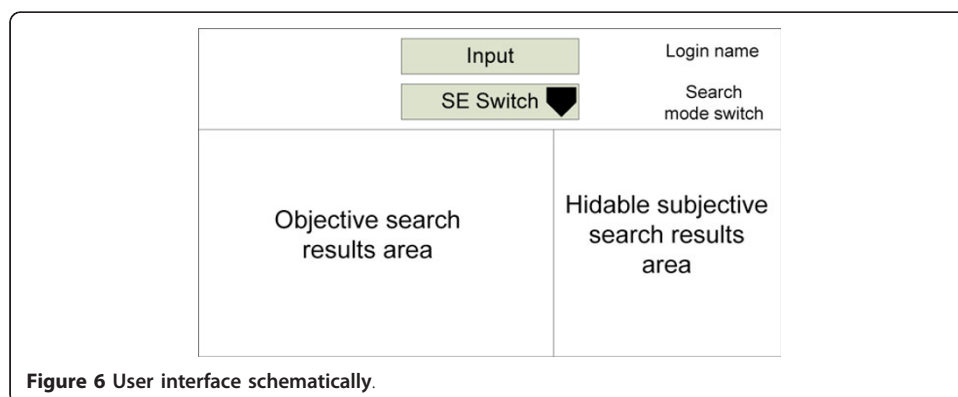 Input
Login name
SE Switch
Search
mode switch
Objective search
results area
Hidable subjective
search results
area
Figure 6 User interface schematically.